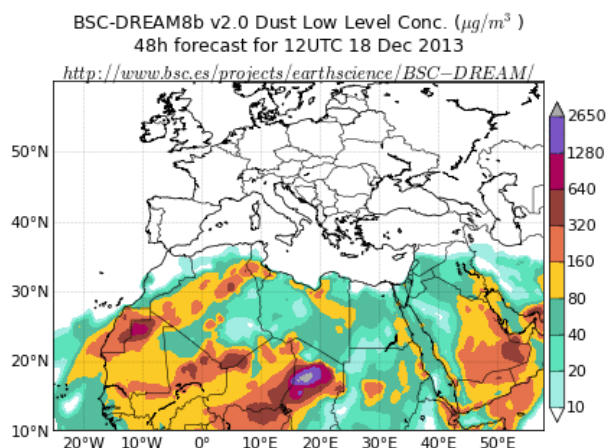 BSC-DREAM8b v2.0 Dust Low Level Conc. (μg/m³ )
48h forecast for 12UTC 18 Dec 2013
http://www.bsc.es/projects/earthscience/BSC−DREAM/
2650
1280
640
320
160
80
40
20
10
50°N
40°N
30°N
20°N
10°N
20°W 10°W 0° 10°E 20°E 30°E 40°E 50°E